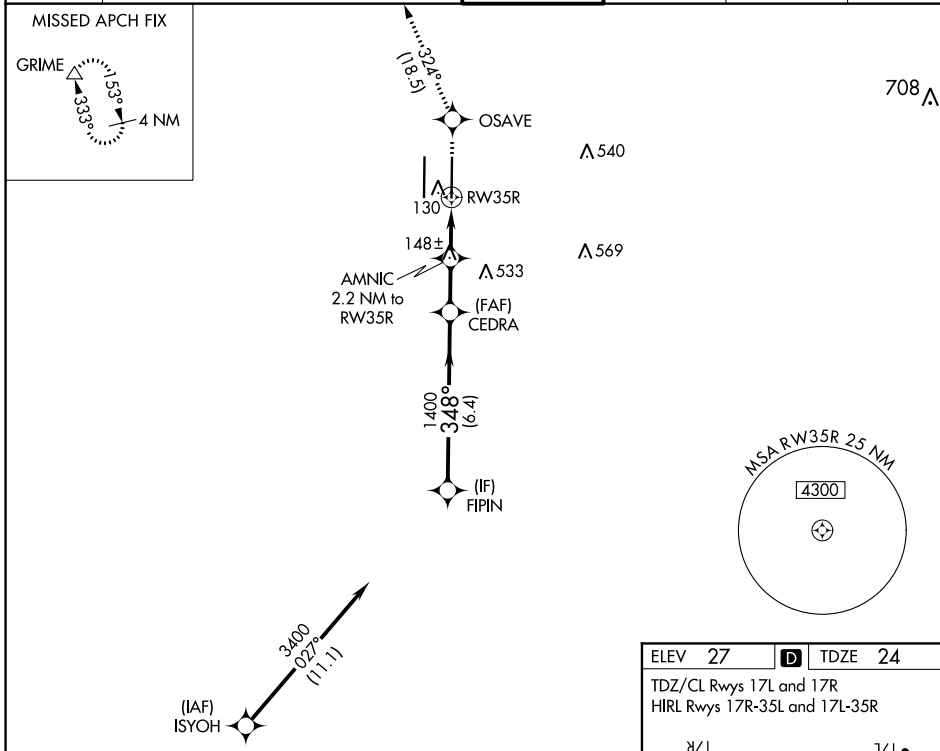 MISSED APCH FIX
GRIME
153°
333°
4 NM
324°
(18.5)
OSAVE
708
540
RW35R
130
148±
569
533
AMNIC
2.2 NM to
RW35R
(FAF)
CEDRA
1400
348°
(6.4)
(IF)
FIPIN
MSA RW35R 25 NM
4300
3400
027°
(11.1)
(IAF)
ISYOH
ELEV 27 D TDZE 24
TDZ/CL Rwys 17L and 17R
HIRL Rwys 17R-35L and 17L-35R